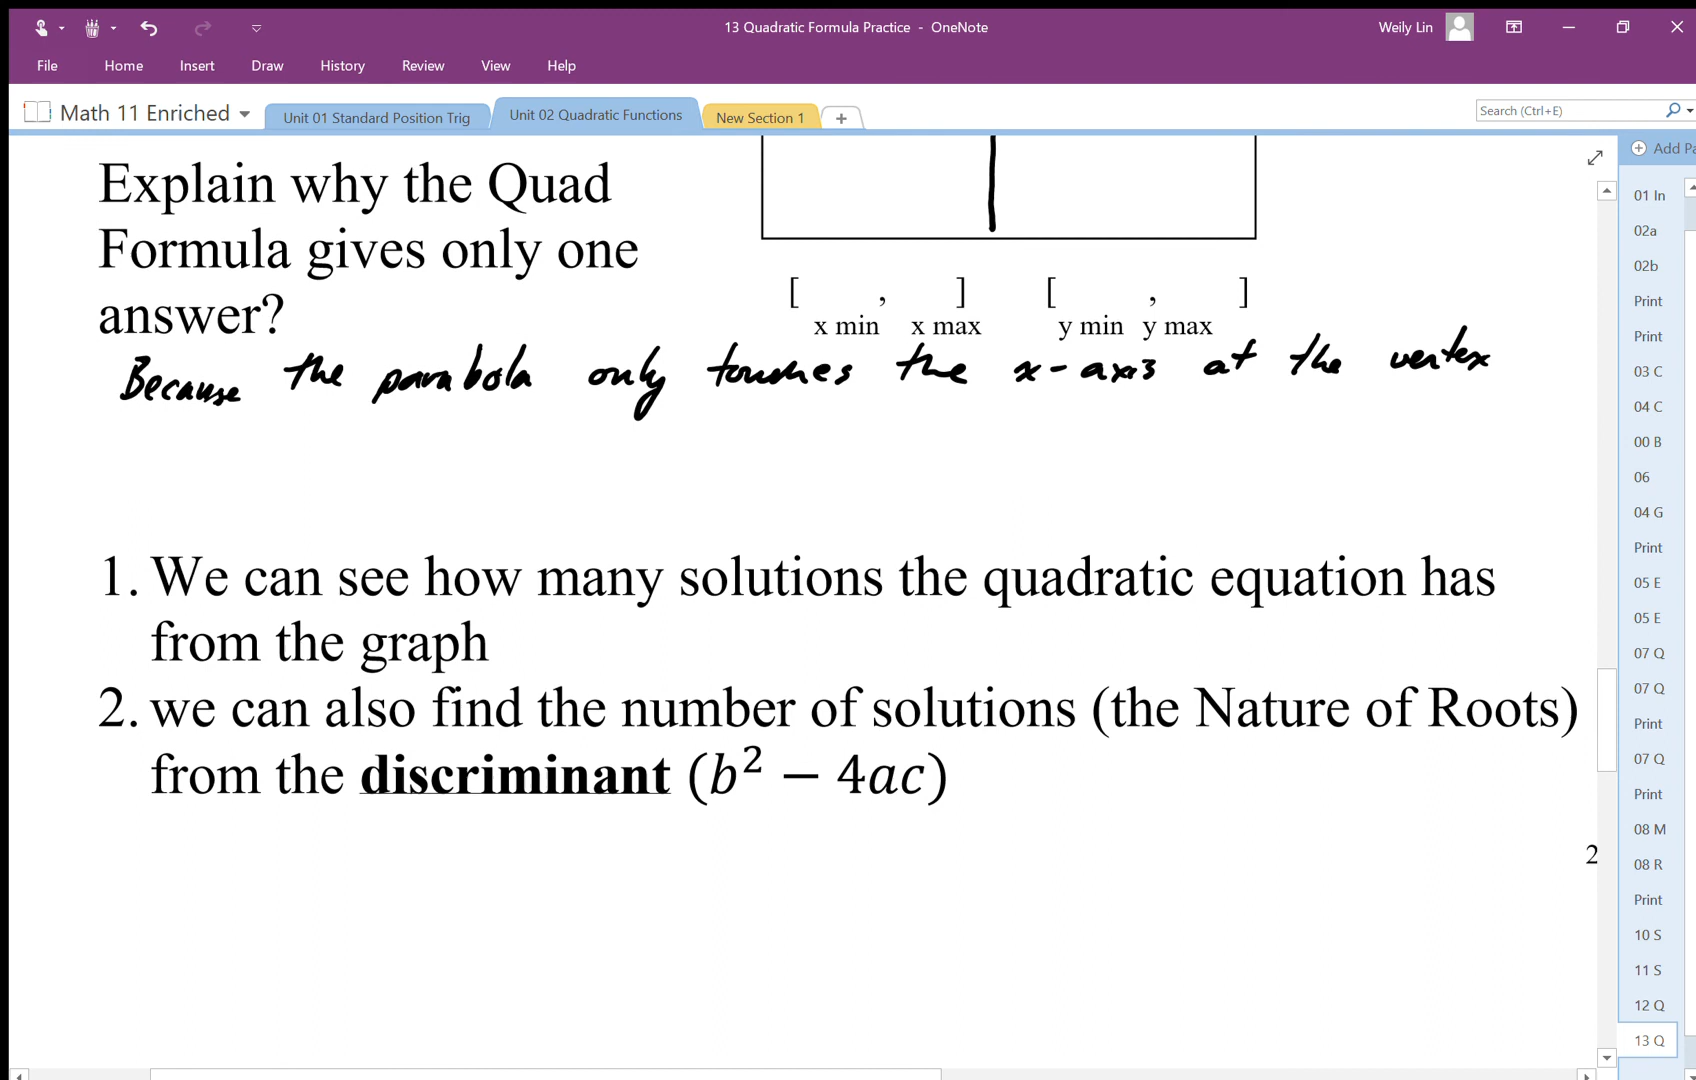 13 Quadratic Formula Practice - OneNote
Weily Lin
File Home Insert Draw History Review View Help
Math 11 Enriched
Unit 01 Standard Position Trig
Unit 02 Quadratic Functions
New Section 1
+
Search (Ctrl+E)
Add Pa
Explain why the Quad
Formula gives only one
answer?
[ , ] [ , ]
x min x max y min y max
Because the parabola only touches the x-axis at the vertex
1. We can see how many solutions the quadratic equation has
from the graph
2. we can also find the number of solutions (the Nature of Roots)
from the discriminant (b² − 4ac)
2
01 In
02a
02b
Print
Print
03 C
04 C
00 B
06
04 G
Print
05 E
05 E
07 Q
07 Q
Print
07 Q
Print
08 M
08 R
Print
10 S
11 S
12 Q
13 Q